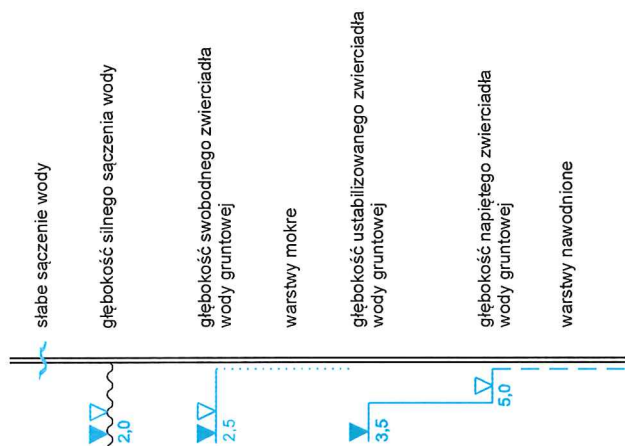 słabe sączenie wody
głębokość silnego sączenia wody
2,0
głębokość swobodnego zwierciadła
wody gruntowej
2,5
warstwy mokre
głębokość ustabilizowanego zwierciadła
wody gruntowej
3,5
głębokość napiętego zwierciadła
wody gruntowej
5,0
warstwy nawodnione